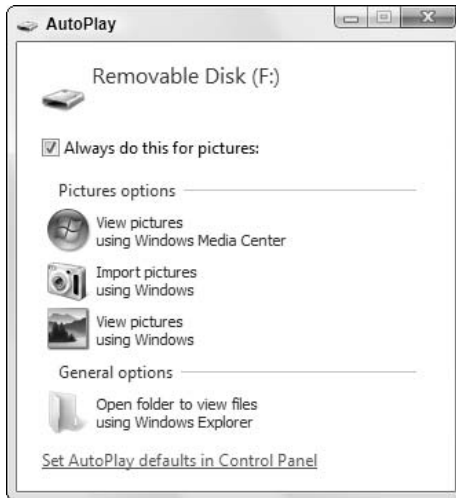 AutoPlay
Removable Disk (F:)
Always do this for pictures:
Pictures options
View pictures
using Windows Media Center
Import pictures
using Windows
View pictures
using Windows
General options
Open folder to view files
using Windows Explorer
Set AutoPlay defaults in Control Panel